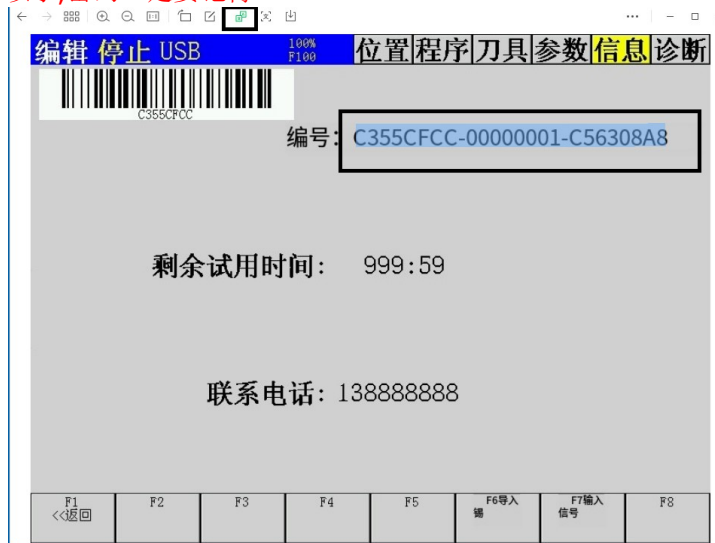 编辑 停止 USB 100% F100 位置 程序 刀具 参数 信息 诊断
C355CFCC
编号: C355CFCC-00000001-C56308A8
剩余试用时间: 999:59
联系电话: 138888888
F1 <<返回 F2 F3 F4 F5 F6导入锡 F7输入信号 F8